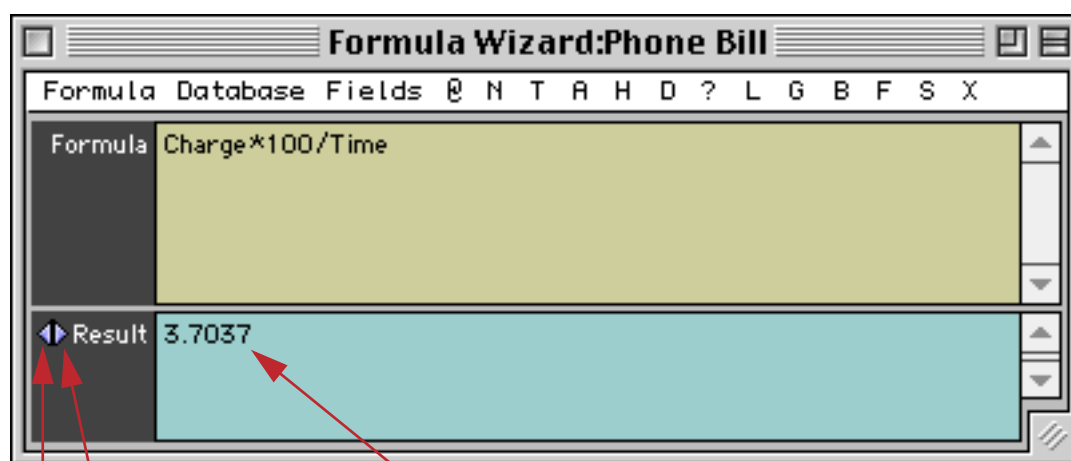 Formula Wizard:Phone Bill
Formula Database Fields @ N T A H D ? L G B F S X
Formula Charge*100/Time
Result 3.7037